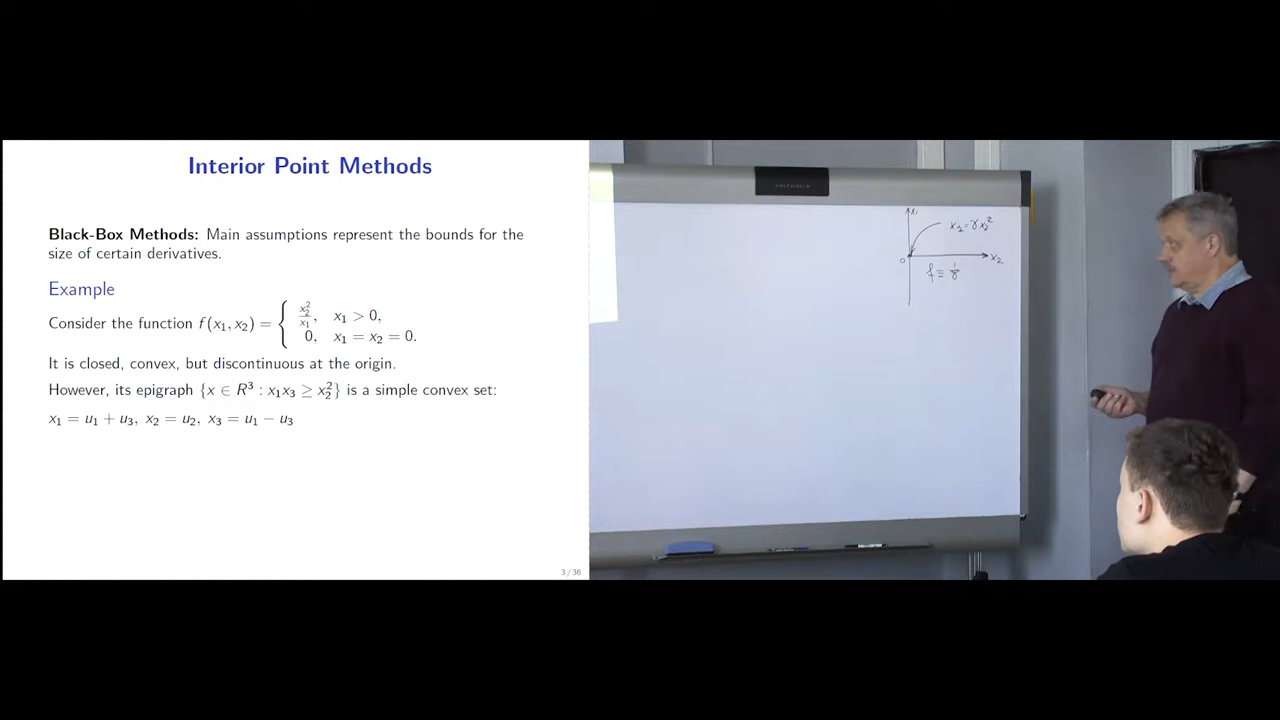 Interior Point Methods
Black-Box Methods: Main assumptions represent the bounds for the
size of certain derivatives.
Example
Consider the function f(x₁, x₂) = { x₂²/x₁, x₁ > 0,
0, x₁ = x₂ = 0.
It is closed, convex, but discontinuous at the origin.
However, its epigraph {x ∈ R³ : x₁x₃ ≥ x₂²} is a simple convex set:
x₁ = u₁ + u₃, x₂ = u₂, x₃ = u₁ − u₃
3 / 36
x₁
x₁ = γ x₂²
0
x₂
f ≡ 1/γ